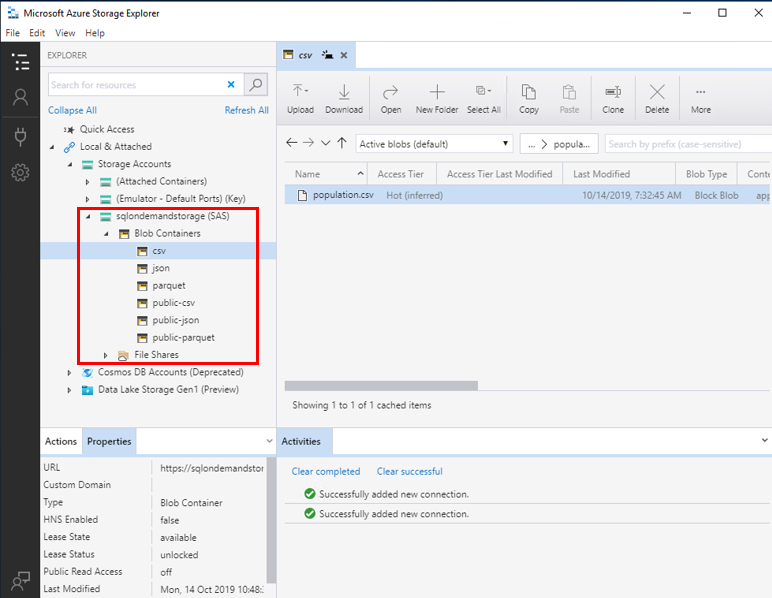 Microsoft Azure Storage Explorer
File Edit View Help
EXPLORER
Search for resources
Collapse All Refresh All
Quick Access
Local & Attached
Storage Accounts
(Attached Containers)
(Emulator - Default Ports) (Key)
sqlondemandstorage (SAS)
Blob Containers
csv
json
parquet
public-csv
public-json
public-parquet
File Shares
Cosmos DB Accounts (Deprecated)
Data Lake Storage Gen1 (Preview)
Actions Properties
URL https://sqlondemandstor
Custom Domain
Type Blob Container
HNS Enabled false
Lease State available
Lease Status unlocked
Public Read Access off
Last Modified Mon, 14 Oct 2019 10:48:
csv
Upload Download Open New Folder Select All Copy Paste Clone Delete More
Active blobs (default) ... popula... Search by prefix (case-sensitive)
Name Access Tier Access Tier Last Modified Last Modified Blob Type Conte
population.csv Hot (inferred) 10/14/2019, 7:32:45 AM Block Blob app
Showing 1 to 1 of 1 cached items
Activities
Clear completed Clear successful
Successfully added new connection.
Successfully added new connection.